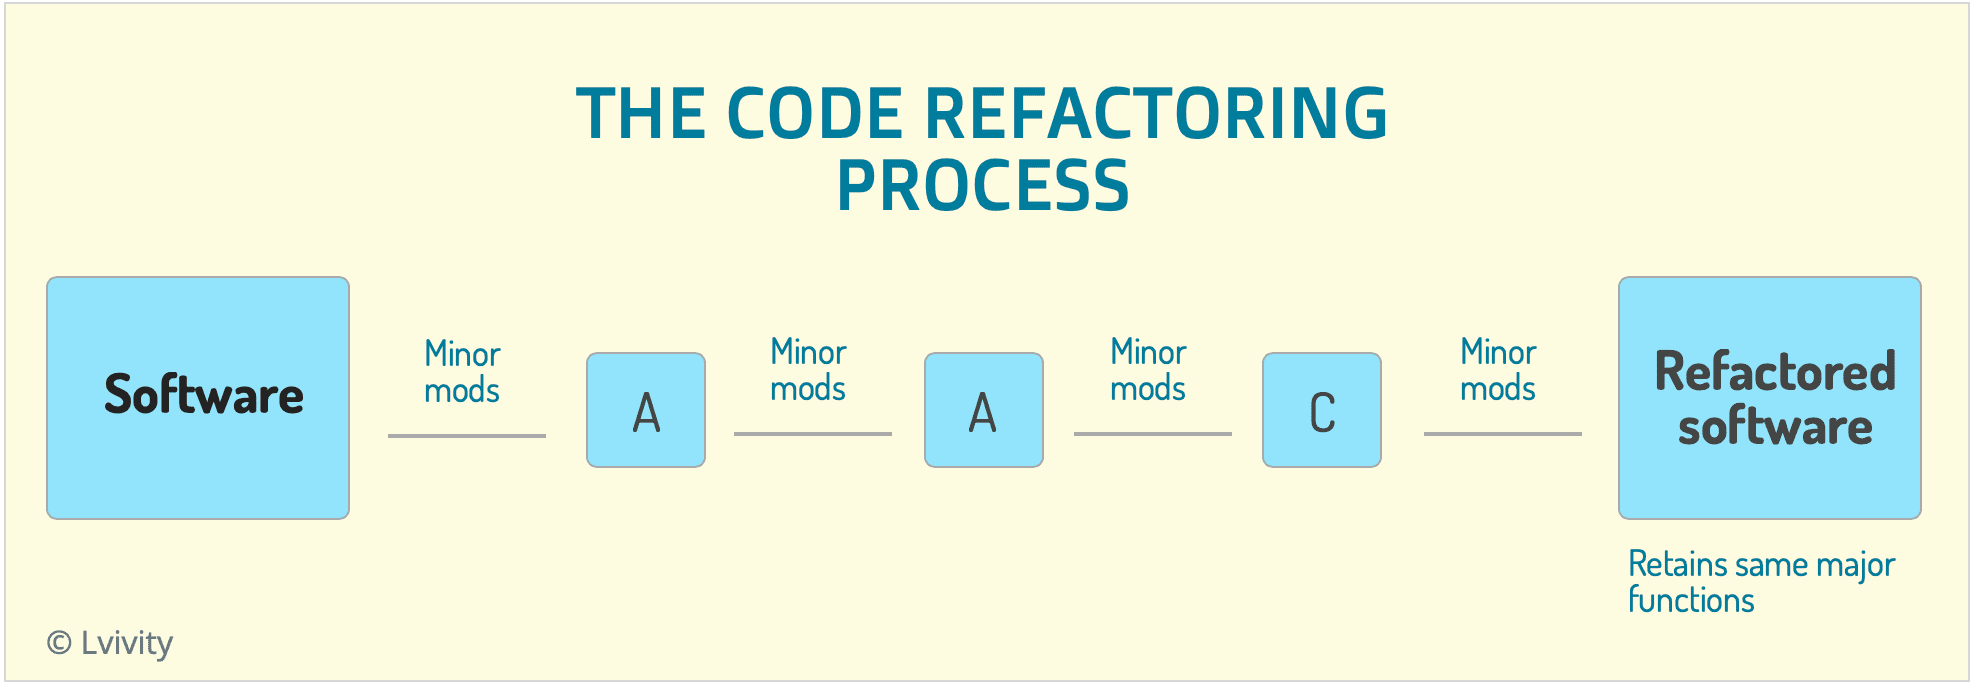 THE CODE REFACTORING
PROCESS
Software
Minor
mods
A
Minor
mods
A
Minor
mods
C
Minor
mods
Refactored
software
Retains same major
functions
© Lvivity